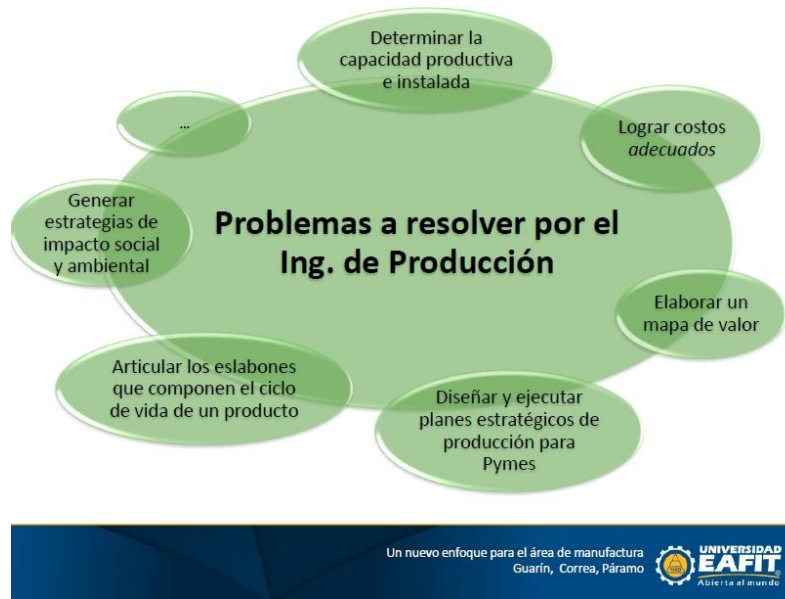 Problemas a resolver por el
Ing. de Producción
Determinar la
capacidad productiva
e instalada
Lograr costos
adecuados
Elaborar un
mapa de valor
Diseñar y ejecutar
planes estratégicos de
producción para
Pymes
Articular los eslabones
que componen el ciclo
de vida de un producto
Generar
estrategias de
impacto social
y ambiental
...
Un nuevo enfoque para el área de manufactura
Guarín, Correa, Páramo
UNIVERSIDAD
EAFIT
Abierta al mundo